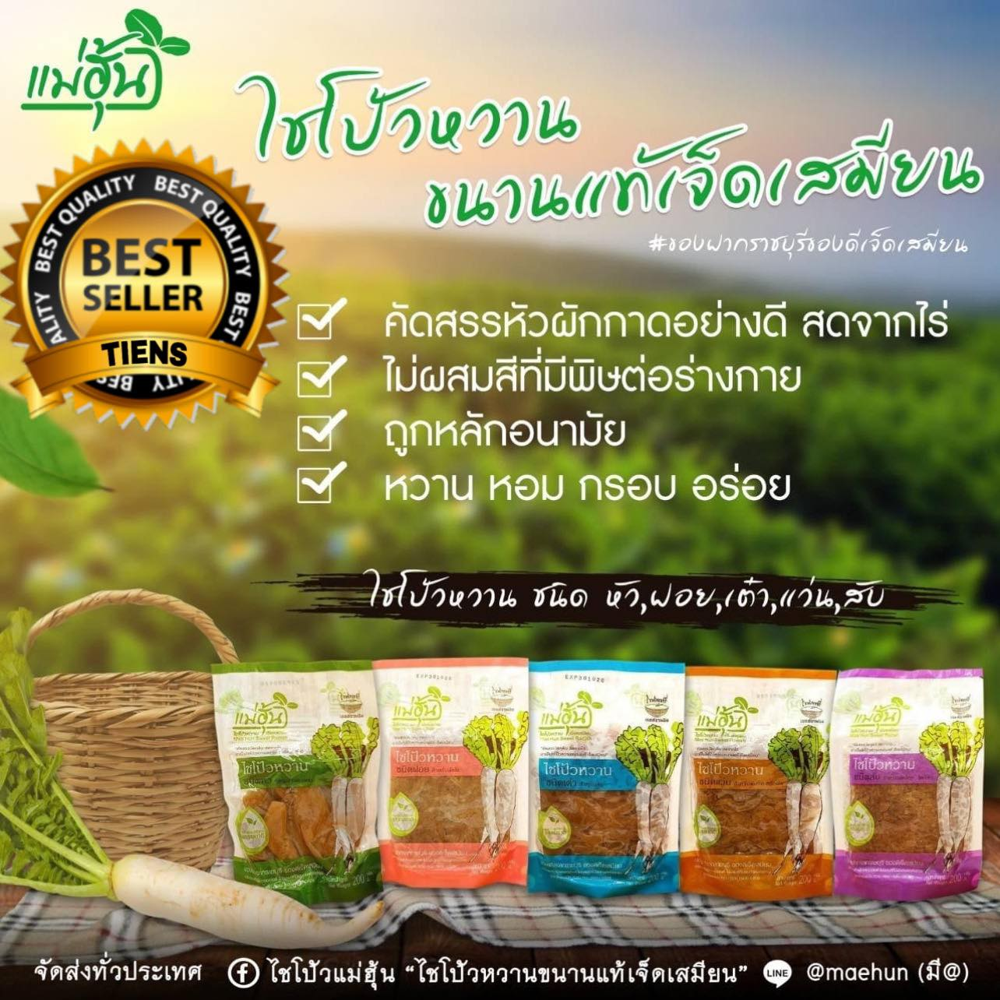 แม่ฮุ้น
ไชโป้วหวาน
ขนานแท้เจ็ดเสมียน
#ของฝากราชบุรีของดีเจ็ดเสมียน
BEST QUALITY BEST QUALITY BEST
BEST
SELLER
TIENS
คัดสรรหัวผักกาดอย่างดี สดจากไร่
ไม่ผสมสีที่มีพิษต่อร่างกาย
ถูกหลักอนามัย
หวาน หอม กรอบ อร่อย
ไชโป้วหวาน ชนิด หัว,ฝอย,เต๋า,แว่น,สับ
แม่ฮุ้น
ไชโป้วหวาน
แม่ฮุ้น
ไชโป้วหวาน
ชนิดฝอย
EXP301020
แม่ฮุ้น
ไชโป้วหวาน
ชนิดเต๋า
แม่ฮุ้น
ไชโป้วหวาน
ชนิดแว่น
แม่ฮุ้น
ไชโป้วหวาน
ชนิดสับ
จัดส่งทั่วประเทศ ไชโป้วแม่ฮุ้น “ไชโป้วหวานขนานแท้เจ็ดเสมียน” LINE @maehun (มี@)